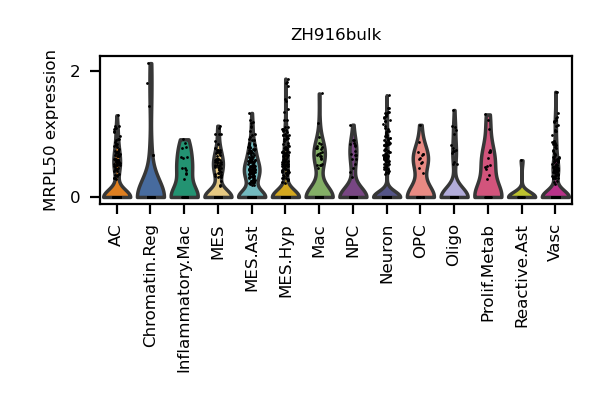 ZH916bulk
MRPL50 expression
2
0
AC
Chromatin.Reg
Inflammatory.Mac
MES
MES.Ast
MES.Hyp
Mac
NPC
Neuron
OPC
Oligo
Prolif.Metab
Reactive.Ast
Vasc